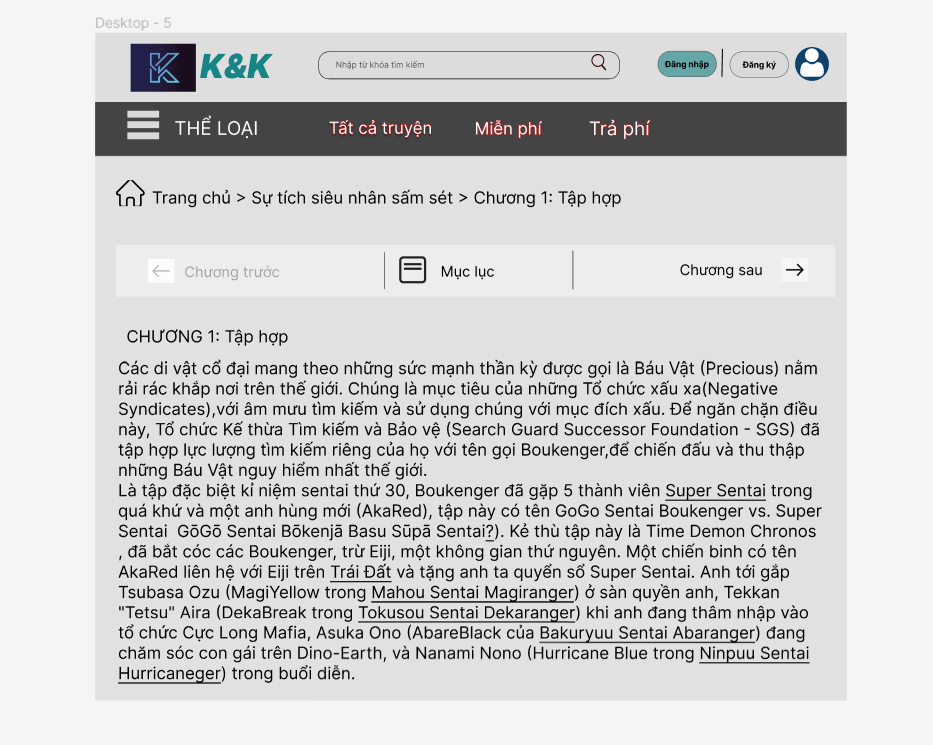 Desktop - 5
K&K
Nhập từ khóa tìm kiếm
Đăng nhập
Đăng ký
THỂ LOẠI
Tất cả truyện
Miễn phí
Trả phí
Trang chủ > Sự tích siêu nhân sấm sét > Chương 1: Tập hợp
Chương trước
Mục lục
Chương sau
CHƯƠNG 1: Tập hợp
Các di vật cổ đại mang theo những sức mạnh thần kỳ được gọi là Báu Vật (Precious) nằm
rải rác khắp nơi trên thế giới. Chúng là mục tiêu của những Tổ chức xấu xa(Negative
Syndicates),với âm mưu tìm kiếm và sử dụng chúng với mục đích xấu. Để ngăn chặn điều
này, Tổ chức Kế thừa Tìm kiếm và Bảo vệ (Search Guard Successor Foundation - SGS) đã
tập hợp lực lượng tìm kiếm riêng của họ với tên gọi Boukenger,để chiến đấu và thu thập
những Báu Vật nguy hiểm nhất thế giới.
Là tập đặc biệt kỉ niệm sentai thứ 30, Boukenger đã gặp 5 thành viên Super Sentai trong
quá khứ và một anh hùng mới (AkaRed), tập này có tên GoGo Sentai Boukenger vs. Super
Sentai  GōGō Sentai Bōkenjā Basu Sūpā Sentai?). Kẻ thù tập này là Time Demon Chronos
, đã bắt cóc các Boukenger, trừ Eiji, một không gian thứ nguyên. Một chiến binh có tên
AkaRed liên hệ với Eiji trên Trái Đất và tặng anh ta quyển sổ Super Sentai. Anh tới gắp
Tsubasa Ozu (MagiYellow trong Mahou Sentai Magiranger) ở sàn quyền anh, Tekkan
"Tetsu" Aira (DekaBreak trong Tokusou Sentai Dekaranger) khi anh đang thâm nhập vào
tổ chức Cực Long Mafia, Asuka Ono (AbareBlack của Bakuryuu Sentai Abaranger) đang
chăm sóc con gái trên Dino-Earth, và Nanami Nono (Hurricane Blue trong Ninpuu Sentai
Hurricaneger) trong buổi diễn.